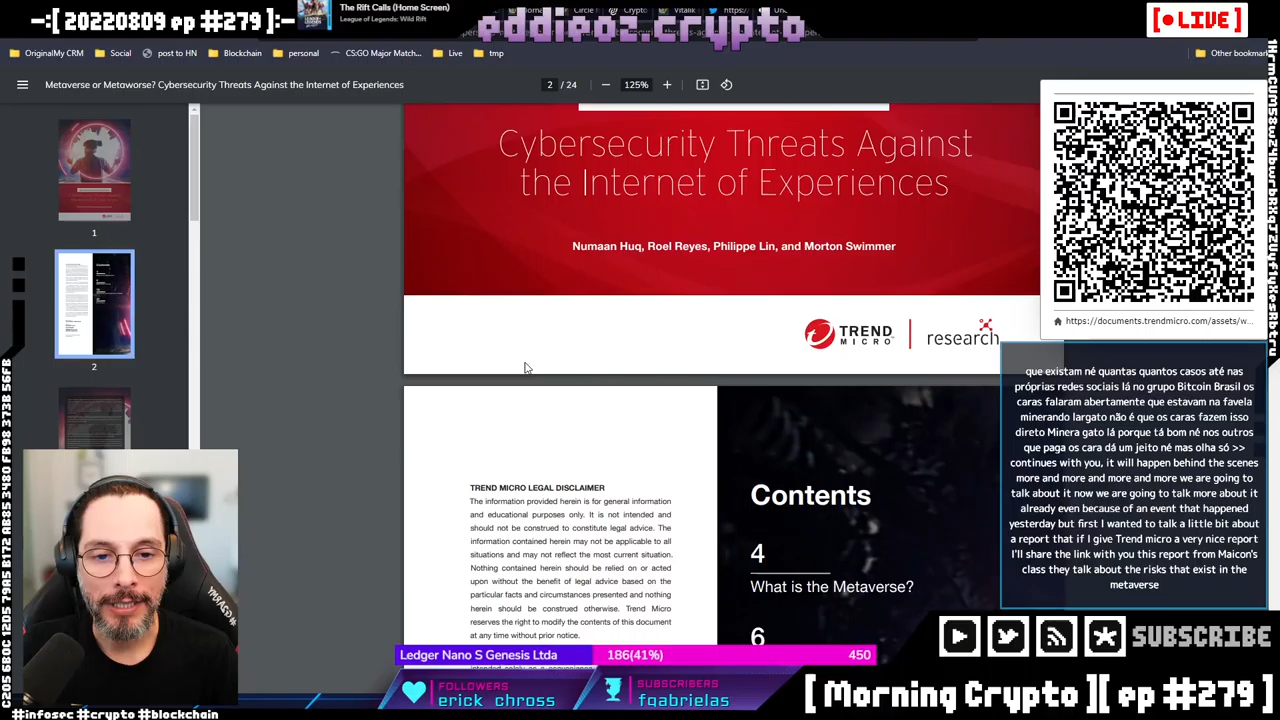 -:[ 20220809 ep #279 ]:-
The Rift Calls (Home Screen)
League of Legends: Wild Rift
eddieoz.crypto
[● LIVE]
OriginalMy CRM
Social
post to HN
Blockchain
personal
CS:GO Major Match...
Live
tmp
Other bookmar
Metaverse or Metaworse? Cybersecurity Threats Against the Internet of Experiences
2 / 24
125%
1
2
Cybersecurity Threats Against
the Internet of Experiences
Numaan Huq, Roel Reyes, Philippe Lin, and Morton Swimmer
TREND
MICRO
research
https://documents.trendmicro.com/assets/w...
TREND MICRO LEGAL DISCLAIMER
The information provided herein is for general information
and educational purposes only. It is not intended and
should not be construed to constitute legal advice. The
information contained herein may not be applicable to all
situations and may not reflect the most current situation.
Nothing contained herein should be relied on or acted
upon without the benefit of legal advice based on the
particular facts and circumstances presented and nothing
herein should be construed otherwise. Trend Micro
reserves the right to modify the contents of this document
at any time without prior notice.
Contents
4
What is the Metaverse?
6
que existam né quantas quantos casos até nas
próprias redes sociais lá no grupo Bitcoin Brasil os
caras falaram abertamente que estavam na favela
minerando largato não é que os caras fazem isso
direto Minera gato lá porque tá bom né nos outros
que paga os cara dá um jeito né mas olha só >>
continues with you, it will happen behind the scenes
more and more and more and more we are going to
talk about it now we are going to talk more about it
today even because of an event that happened
yesterday but first I wanted to talk a little bit about
a report that if I give Trend micro a very nice report
I'll share the link with you this report from Maicon's
class they talk about the risks that exist in the
metaverse
Ledger Nano S Genesis Ltda
186(41%)
450
FOLLOWERS
erick_chross
SUBSCRIBERS
fgabrielas
SUBSCRIBE
[ Morning Crypto ][ ep #279 ]
infosec #crypto #blockchain